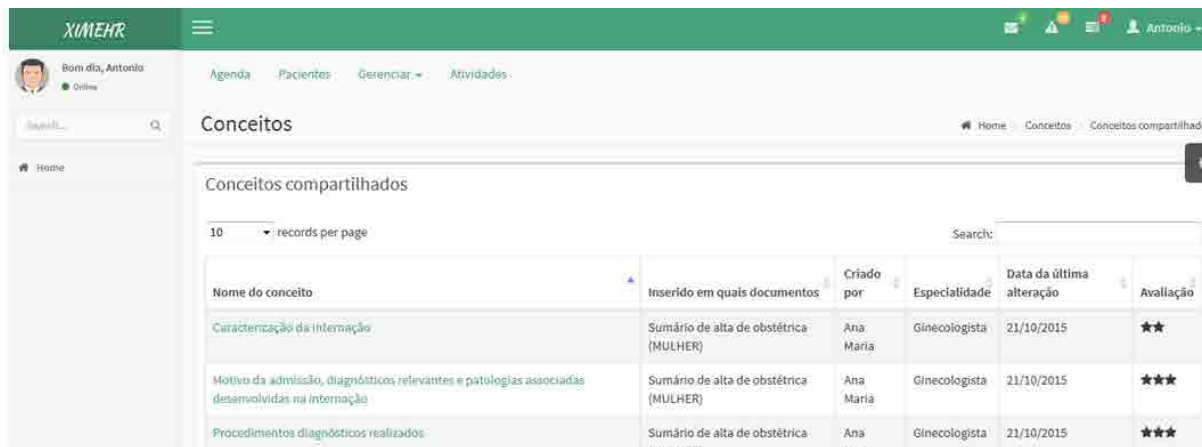 XIMEHR
Antonio
Bom dia, Antonio
Online
Agenda Pacientes Gerenciar Atividades
Search...
Conceitos
Home Conceitos Conceitos compartilhad
Home
Conceitos compartilhados
10 records per page
Search:
Nome do conceito
Inserido em quais documentos
Criado
por
Especialidade
Data da última
alteração
Avaliação
Caracterização da internação
Sumário de alta de obstétrica
(MULHER)
Ana
Maria
Ginecologista
21/10/2015
Motivo da admissão, diagnósticos relevantes e patologias associadas
desenvolvidas na internação
Sumário de alta de obstétrica
(MULHER)
Ana
Maria
Ginecologista
21/10/2015
Procedimentos diagnósticos realizados
Sumário de alta de obstétrica
Ana
Ginecologista
21/10/2015